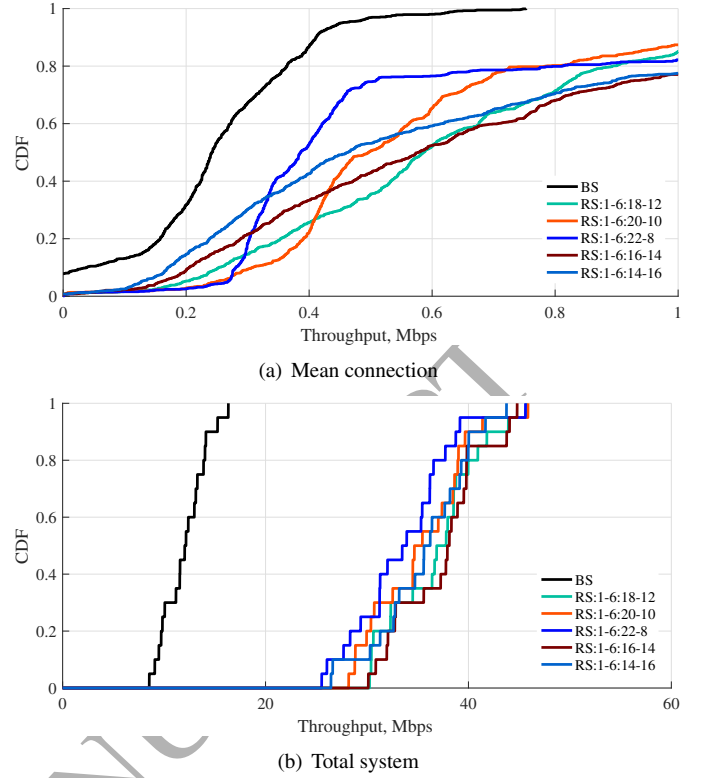 1
0.8
0.6
0.4
0.2
0
CDF
BS
RS:1-6:18-12
RS:1-6:20-10
RS:1-6:22-8
RS:1-6:16-14
RS:1-6:14-16
0 0.2 0.4 0.6 0.8 1
Throughput, Mbps
(a) Mean connection
1
0.8
0.6
0.4
0.2
0
CDF
BS
RS:1-6:18-12
RS:1-6:20-10
RS:1-6:22-8
RS:1-6:16-14
RS:1-6:14-16
0 20 40 60
Throughput, Mbps
(b) Total system